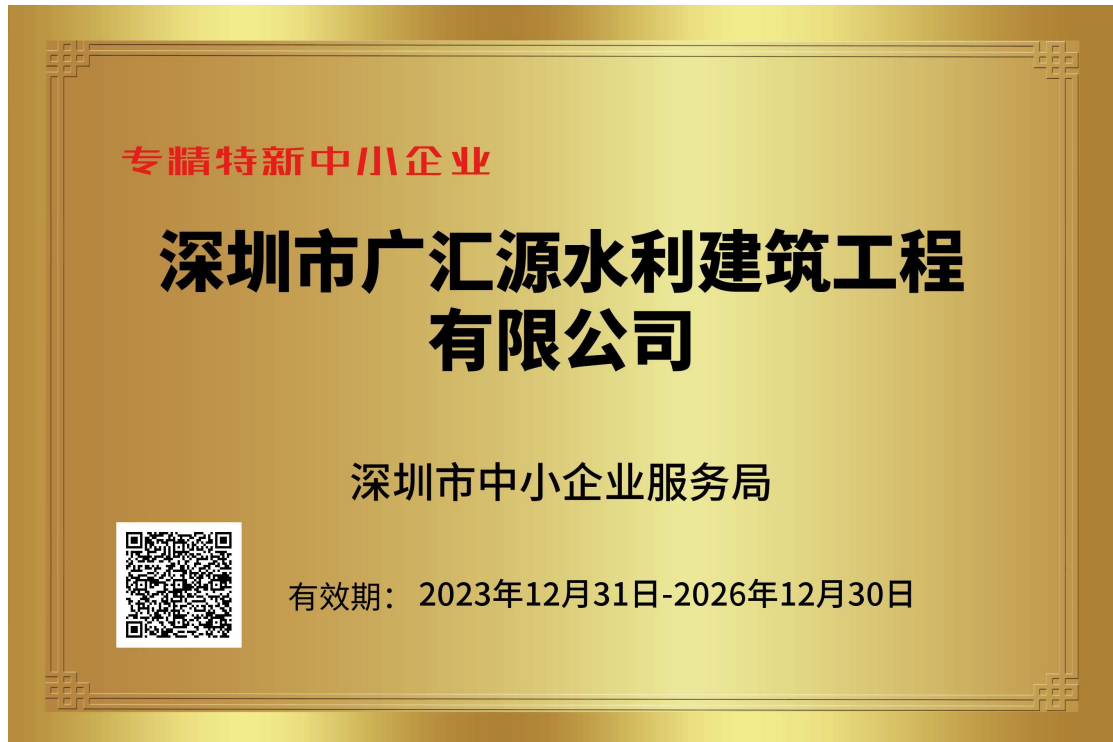 专精特新中小企业
深圳市广汇源水利建筑工程
有限公司
深圳市中小企业服务局
有效期：2023年12月31日-2026年12月30日